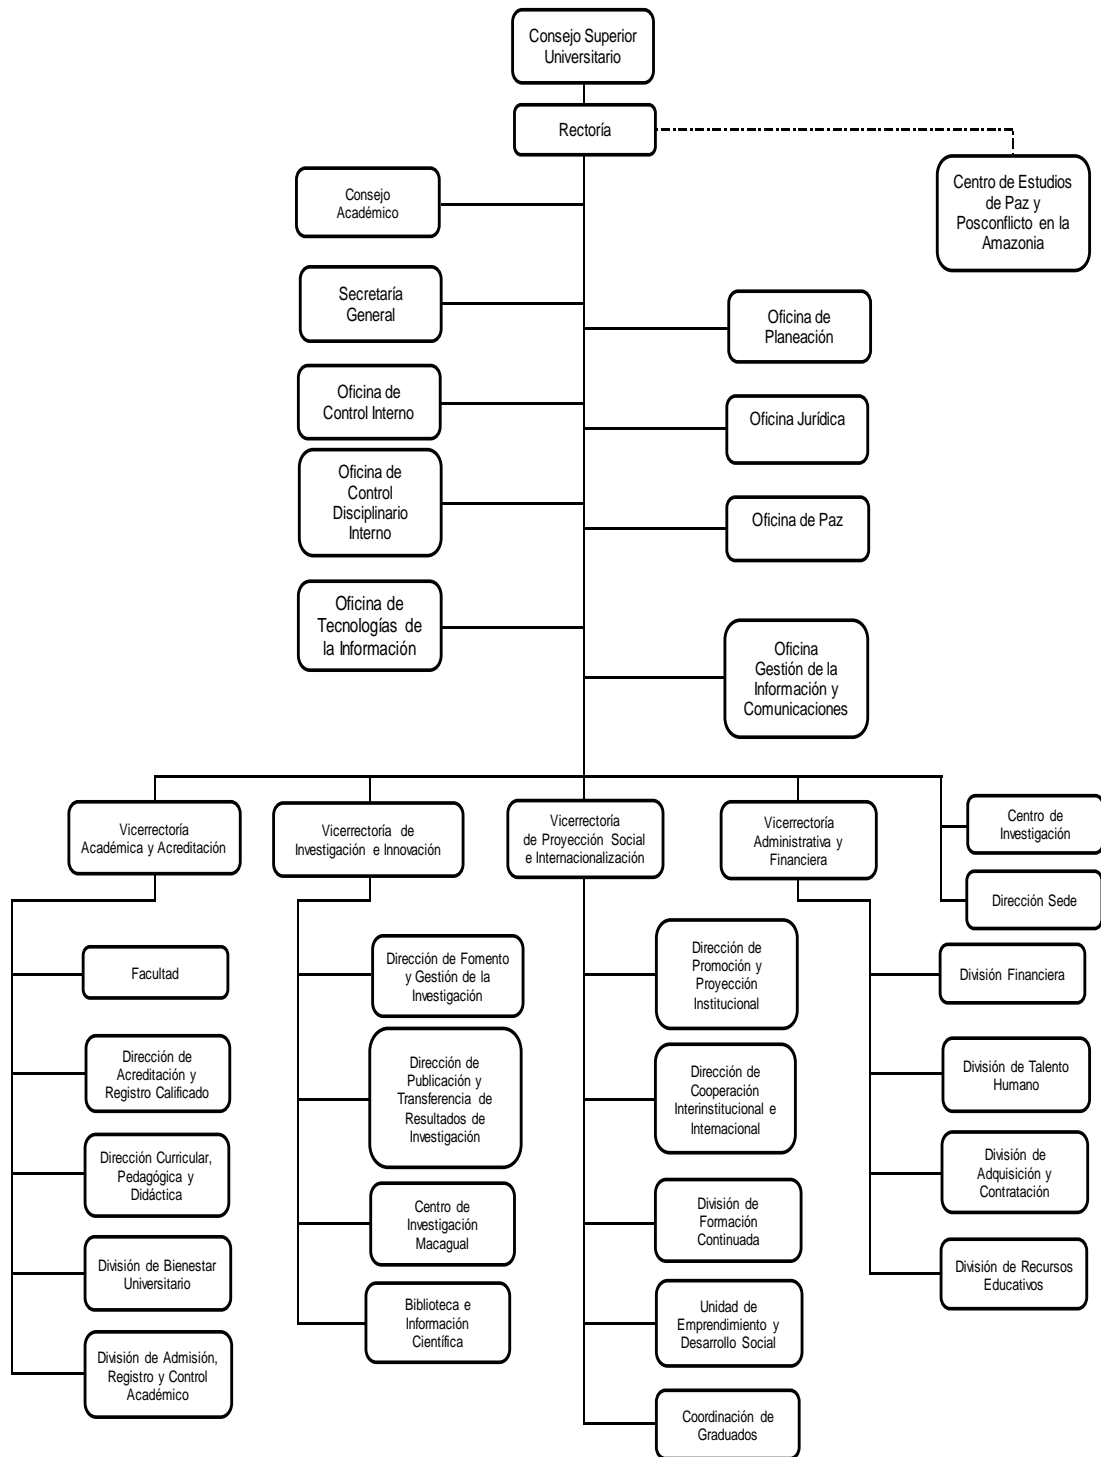 Consejo Superior
Universitario
Rectoría
Centro de Estudios
de Paz y
Posconflicto en la
Amazonia
Consejo
Académico
Secretaría
General
Oficina de
Planeación
Oficina de
Control Interno
Oficina Jurídica
Oficina de
Control
Disciplinario
Interno
Oficina de Paz
Oficina de
Tecnologías de
la Información
Oficina
Gestión de la
Información y
Comunicaciones
Vicerrectoría
Académica y Acreditación
Vicerrectoría de
Investigación e Innovación
Vicerrectoría
de Proyección Social
e Internacionalización
Vicerrectoría
Administrativa y
Financiera
Centro de
Investigación
Dirección Sede
Facultad
Dirección de
Acreditación y
Registro Calificado
Dirección Curricular,
Pedagógica y
Didáctica
División de Bienestar
Universitario
División de Admisión,
Registro y Control
Académico
Dirección de Fomento
y Gestión de la
Investigación
Dirección de
Publicación y
Transferencia de
Resultados de
Investigación
Centro de
Investigación
Macagual
Biblioteca e
Información
Científica
Dirección de
Promoción y
Proyección
Institucional
Dirección de
Cooperación
Interinstitucional e
Internacional
División de
Formación
Continuada
Unidad de
Emprendimiento y
Desarrollo Social
Coordinación de
Graduados
División Financiera
División de Talento
Humano
División de
Adquisición y
Contratación
División de Recursos
Educativos